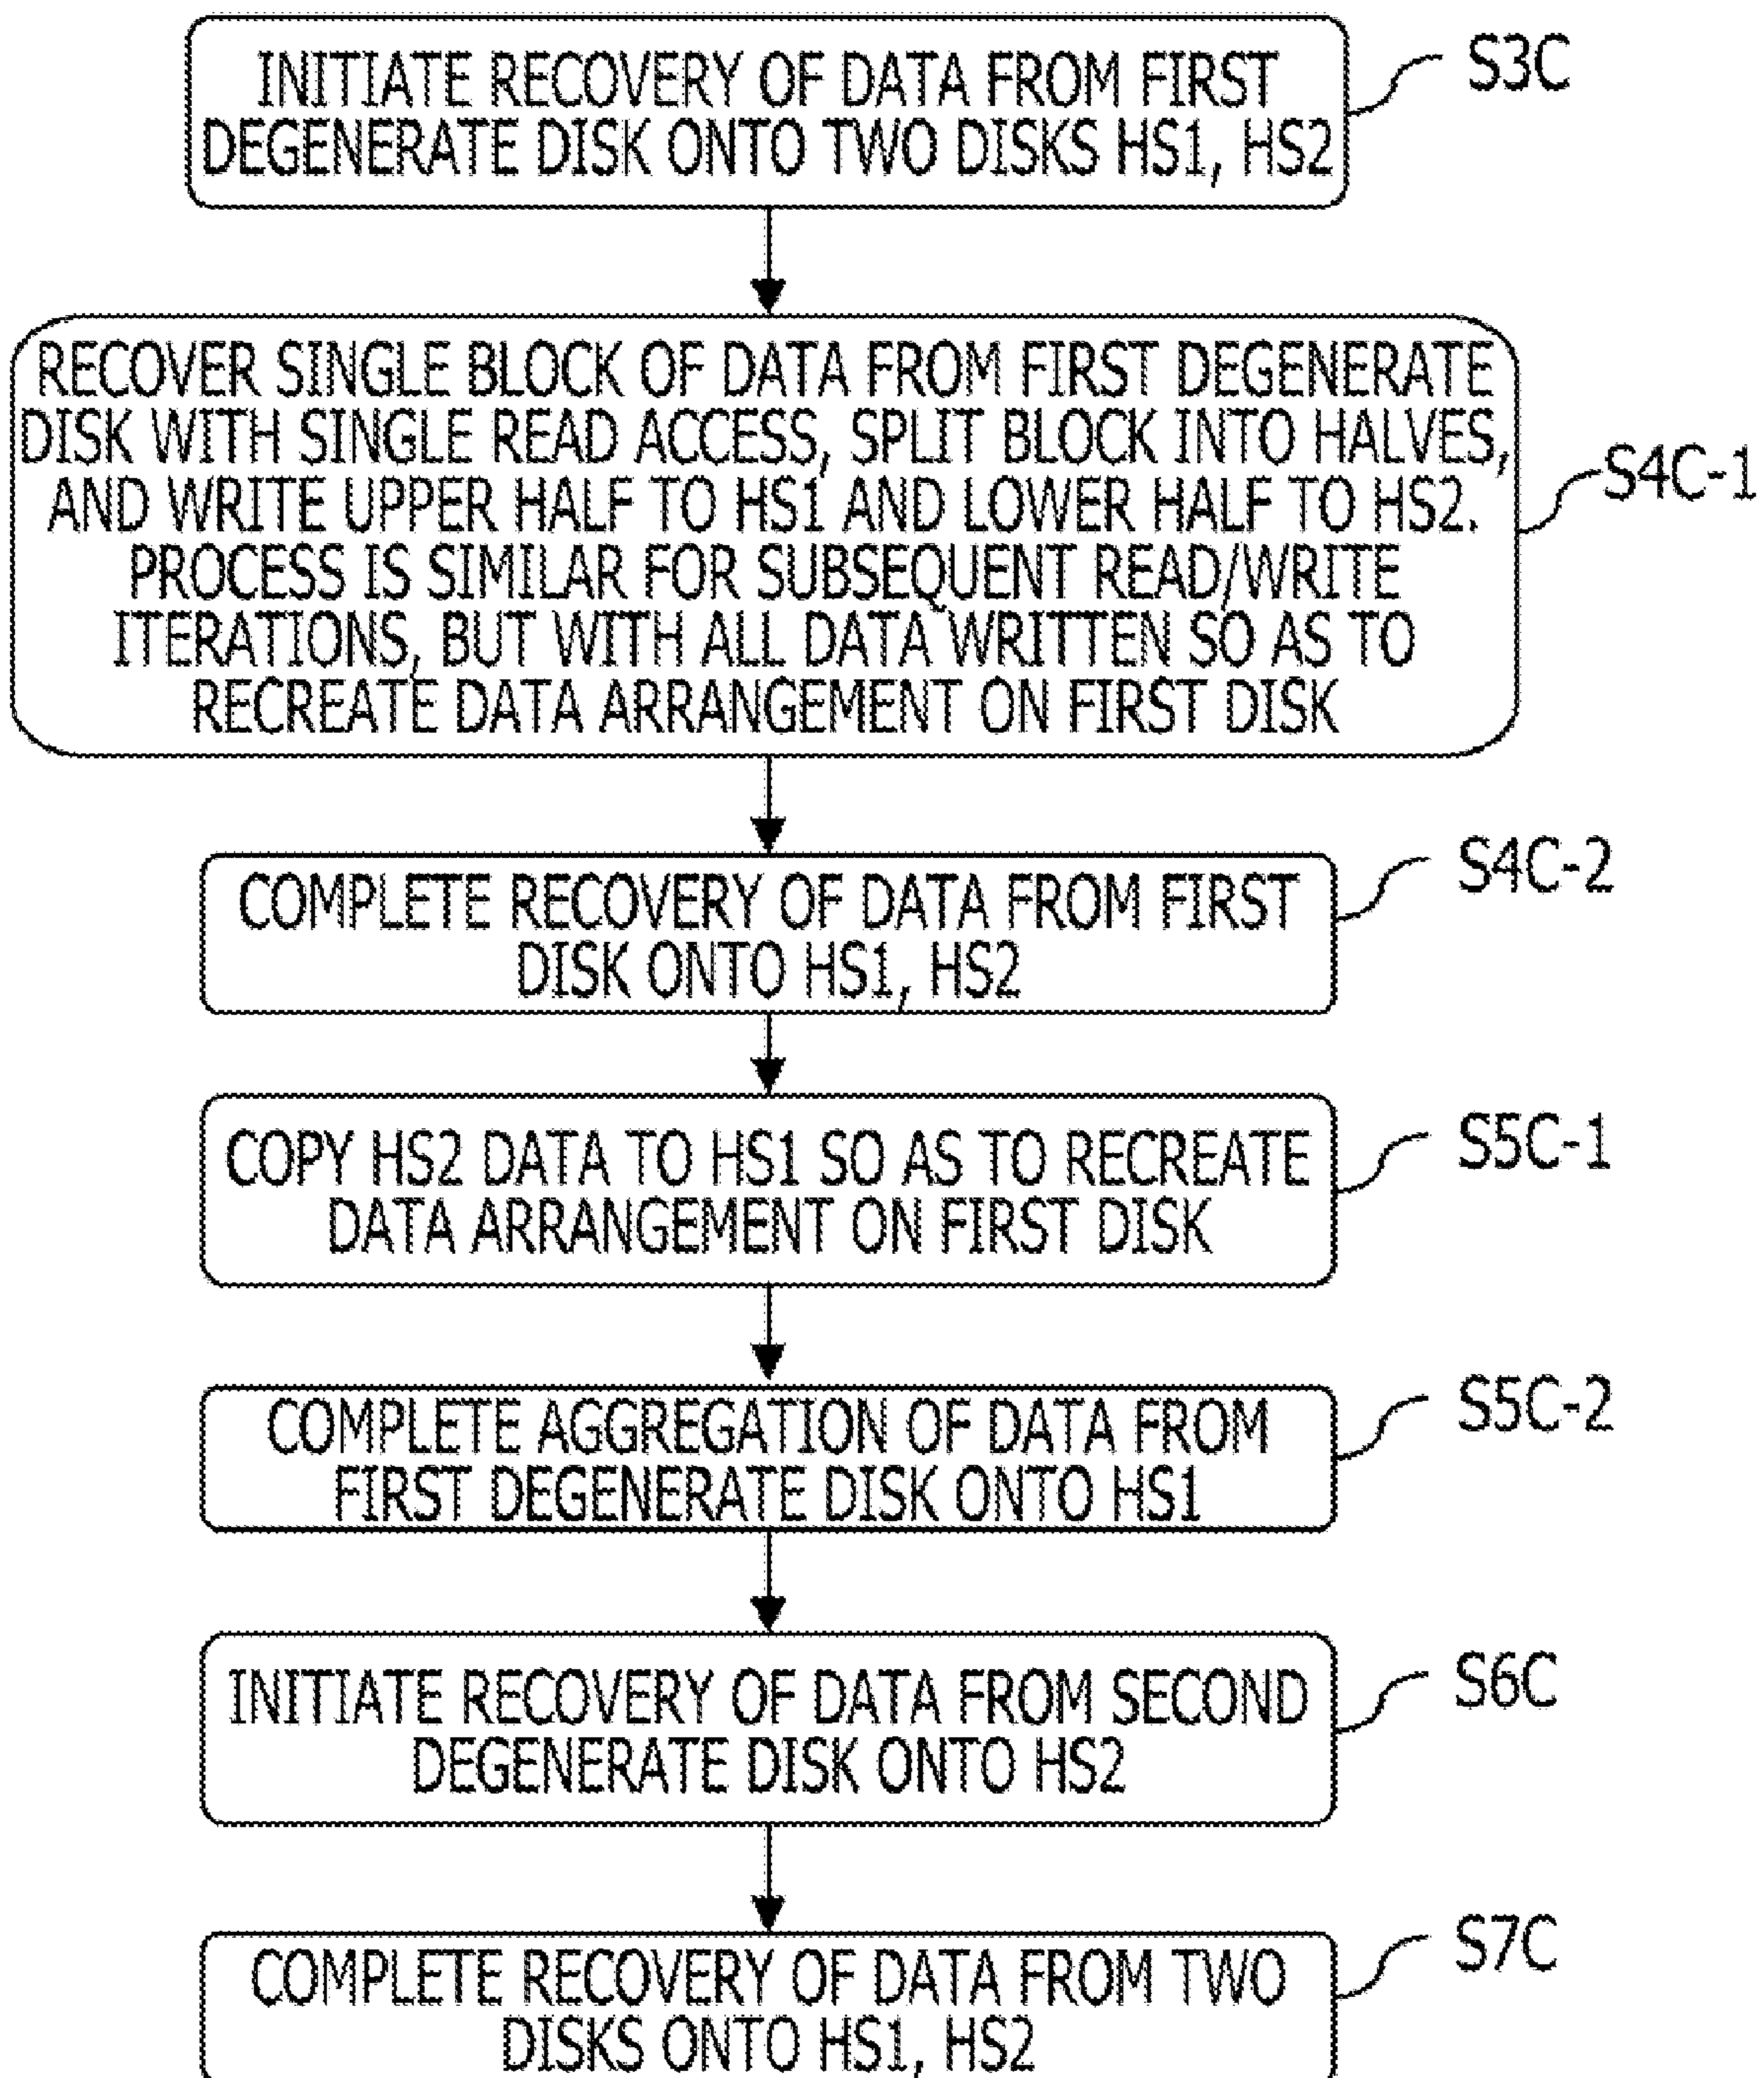 INITIATE RECOVERY OF DATA FROM FIRST
DEGENERATE DISK ONTO TWO DISKS HS1, HS2
S3C
RECOVER SINGLE BLOCK OF DATA FROM FIRST DEGENERATE
DISK WITH SINGLE READ ACCESS, SPLIT BLOCK INTO HALVES,
AND WRITE UPPER HALF TO HS1 AND LOWER HALF TO HS2.
PROCESS IS SIMILAR FOR SUBSEQUENT READ/WRITE
ITERATIONS, BUT WITH ALL DATA WRITTEN SO AS TO
RECREATE DATA ARRANGEMENT ON FIRST DISK
S4C-1
COMPLETE RECOVERY OF DATA FROM FIRST
DISK ONTO HS1, HS2
S4C-2
COPY HS2 DATA TO HS1 SO AS TO RECREATE
DATA ARRANGEMENT ON FIRST DISK
S5C-1
COMPLETE AGGREGATION OF DATA FROM
FIRST DEGENERATE DISK ONTO HS1
S5C-2
INITIATE RECOVERY OF DATA FROM SECOND
DEGENERATE DISK ONTO HS2
S6C
COMPLETE RECOVERY OF DATA FROM TWO
DISKS ONTO HS1, HS2
S7C